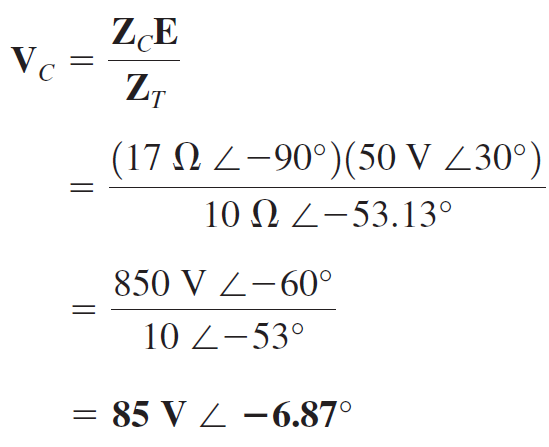 V_C = Z_C E / Z_T
= (17 Ω ∠−90°)(50 V ∠30°) / 10 Ω ∠−53.13°
= 850 V ∠−60° / 10 ∠−53°
= 85 V ∠ −6.87°